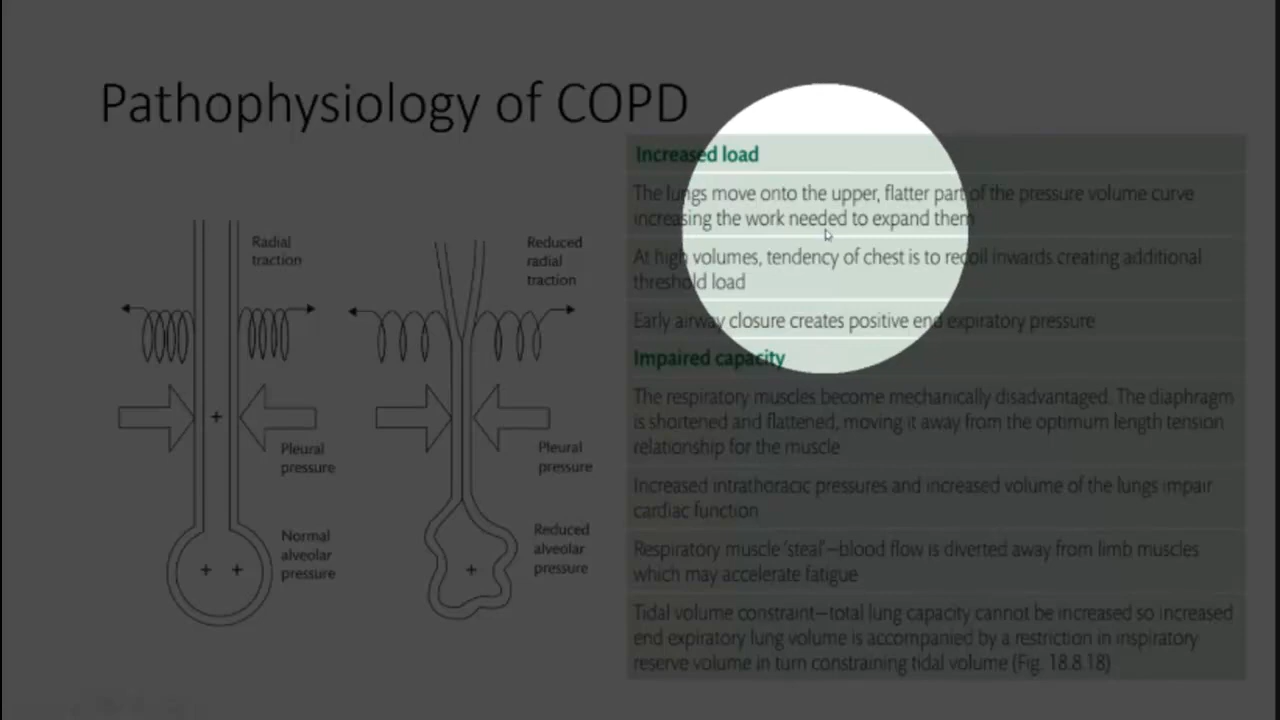 Pathophysiology of COPD
Radial
traction
Pleural
pressure
Normal
alveolar
pressure
+
+ +
Reduced
radial
traction
Pleural
pressure
Reduced
alveolar
pressure
+
Increased load
The lungs move onto the upper, flatter part of the pressure volume curve
increasing the work needed to expand them
At high volumes, tendency of chest is to recoil inwards creating additional
threshold load
Early airway closure creates positive end expiratory pressure
Impaired capacity
The respiratory muscles become mechanically disadvantaged. The diaphragm
is shortened and flattened, moving it away from the optimum length tension
relationship for the muscle
Increased intrathoracic pressures and increased volume of the lungs impair
cardiac function
Respiratory muscle 'steal'—blood flow is diverted away from limb muscles
which may accelerate fatigue
Tidal volume constraint—total lung capacity cannot be increased so increased
end expiratory lung volume is accompanied by a restriction in inspiratory
reserve volume in turn constraining tidal volume (Fig. 18.8.18)